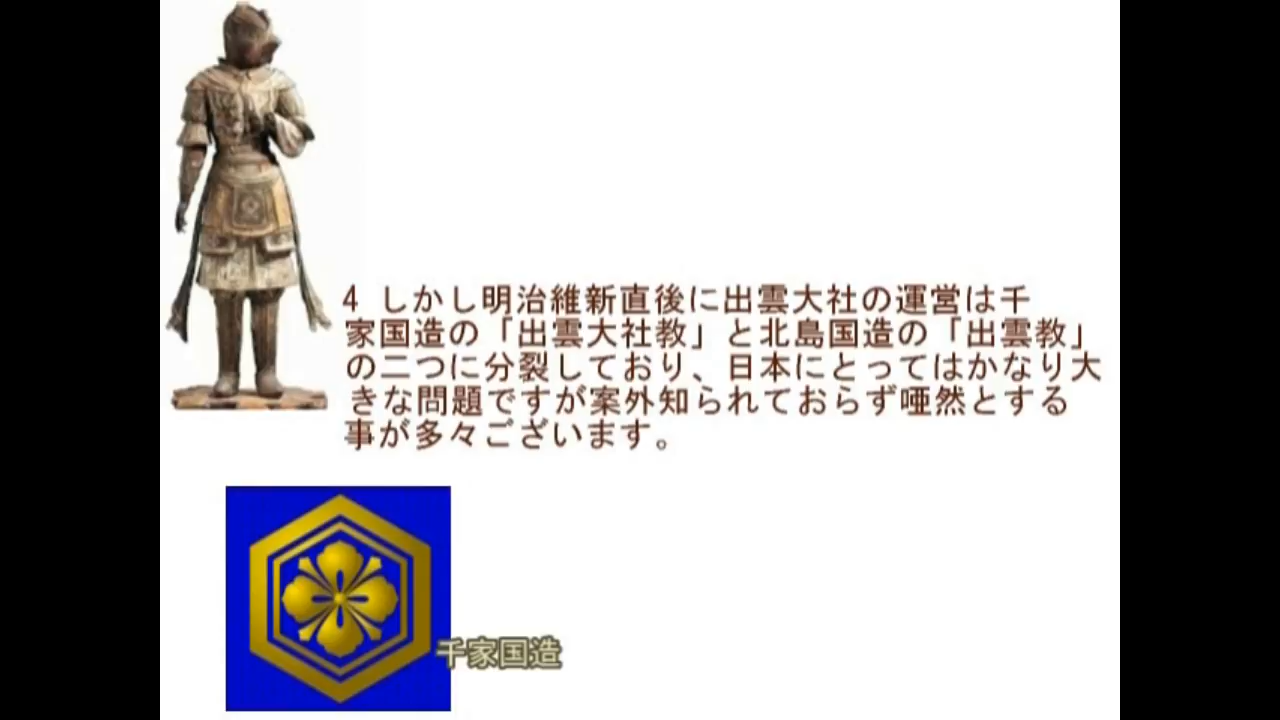 4 しかし明治維新直後に出雲大社の運営は千
家国造の「出雲大社教」と北島国造の「出雲教」
の二つに分裂しており、日本にとってはかなり大
きな問題ですが案外知られておらず唖然とする
事が多々ございます。
千家国造